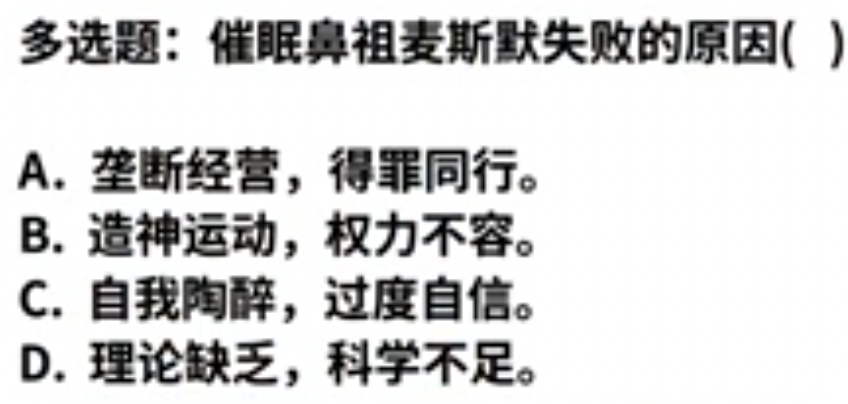 多选题：催眠鼻祖麦斯默失败的原因( )
A. 垄断经营，得罪同行。
B. 造神运动，权力不容。
C. 自我陶醉，过度自信。
D. 理论缺乏，科学不足。